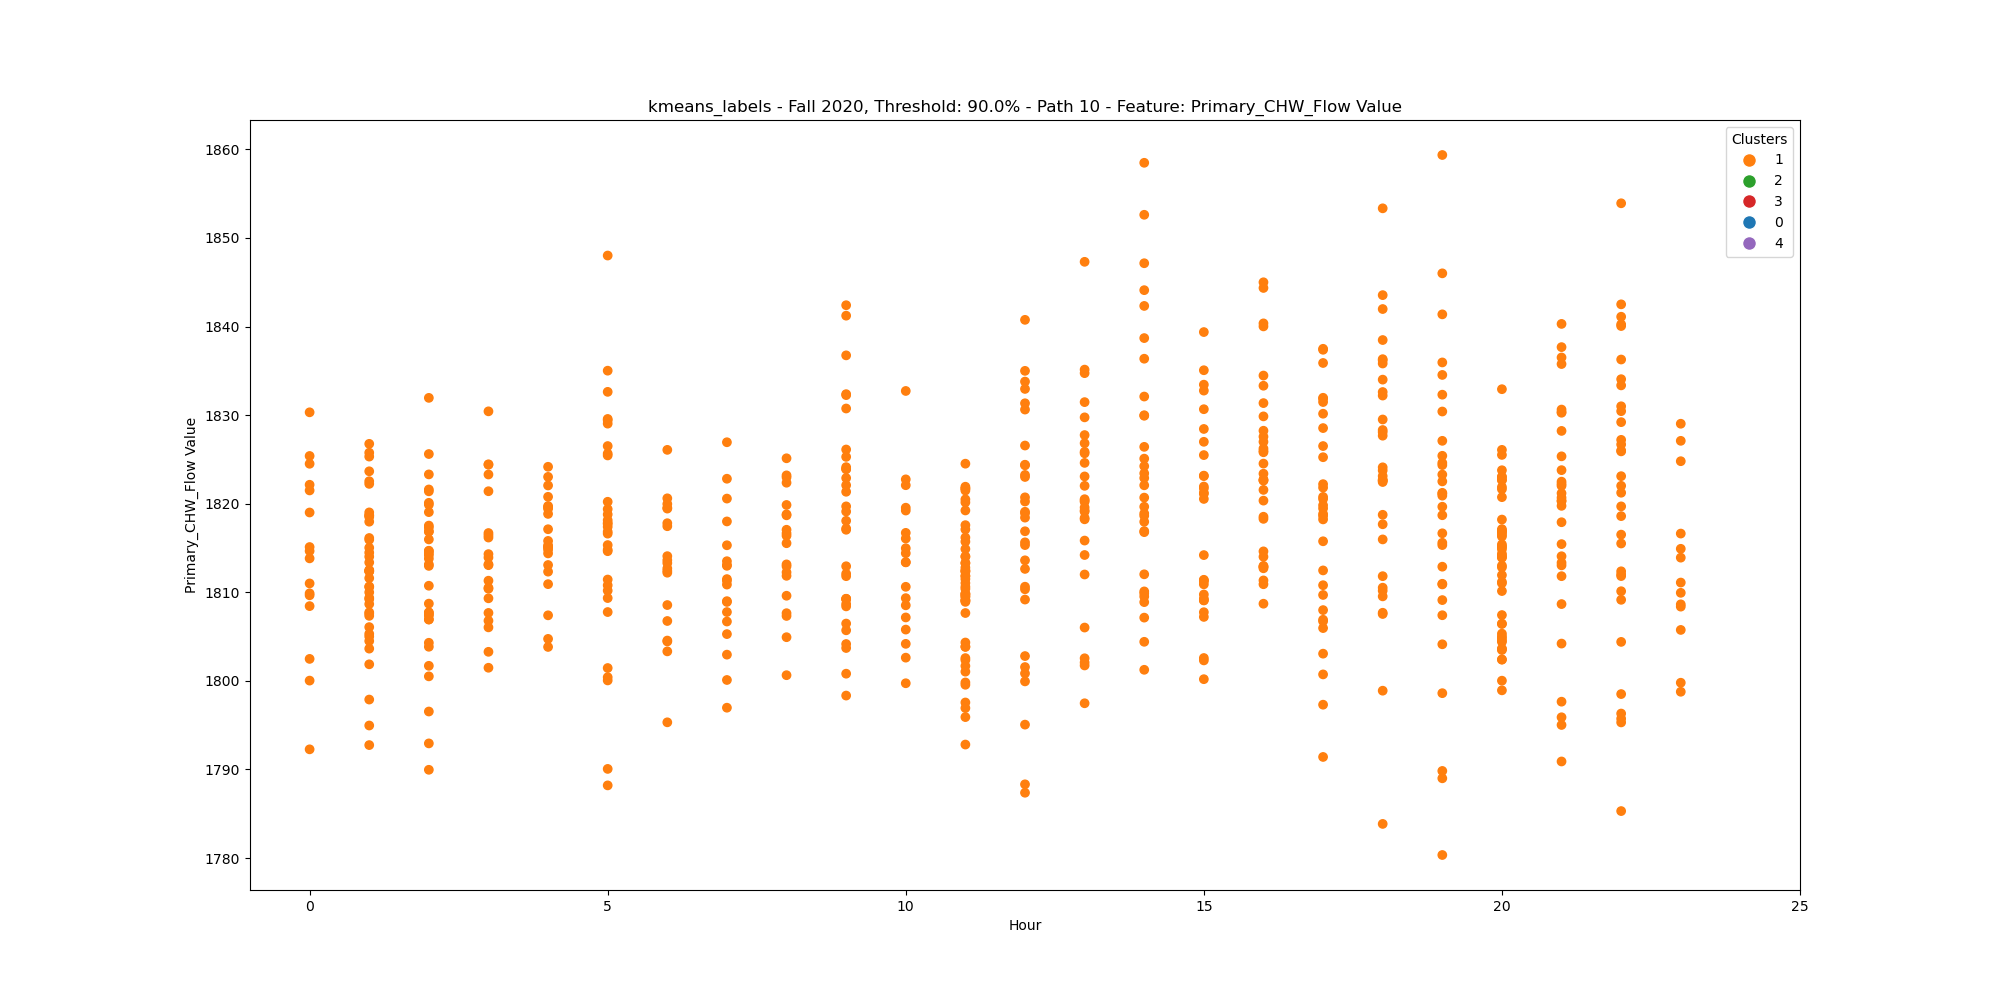 kmeans_labels - Fall 2020, Threshold: 90.0% - Path 10 - Feature: Primary_CHW_Flow Value
Clusters
1
2
3
0
4
Primary_CHW_Flow Value
1860
1850
1840
1830
1820
1810
1800
1790
1780
0 5 10 15 20 25
Hour